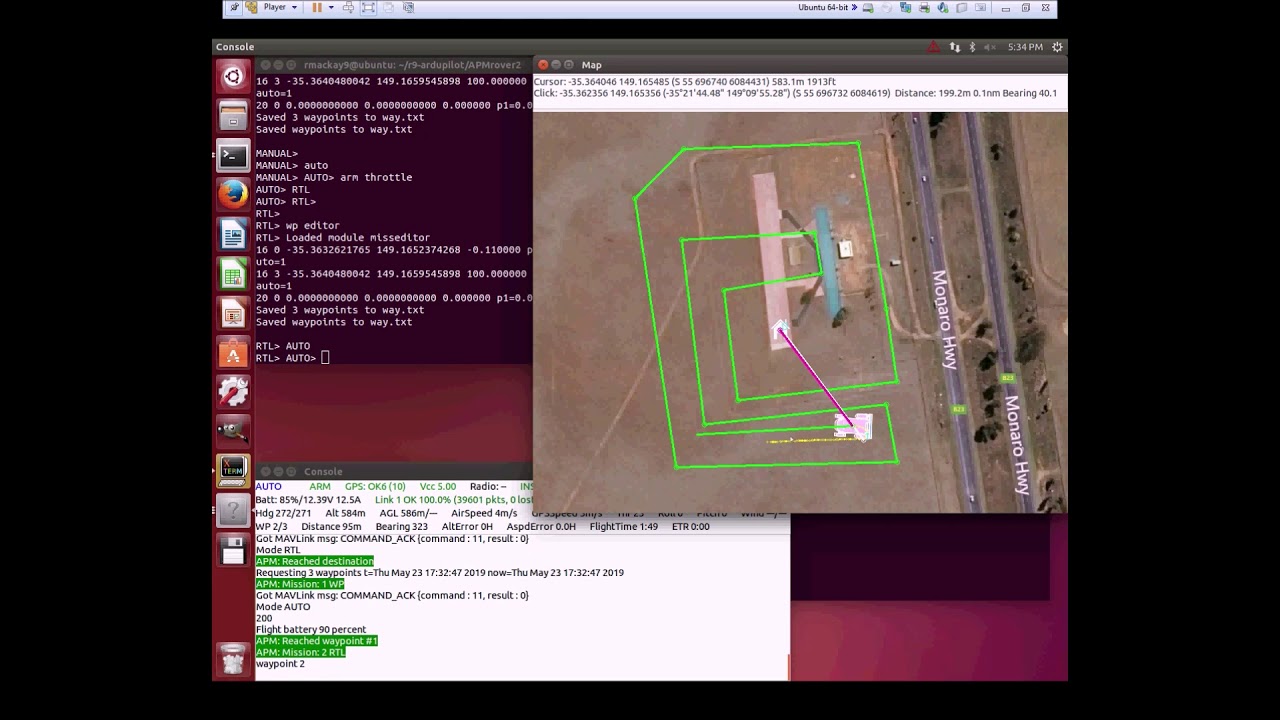 Player
Ubuntu 64-bit
Console
5:34 PM
rmackay9@ubuntu: ~/r9-ardupilot/APMrover2
16 3 -35.3640480042 149.1659545898 100.000000
auto=1
20 0 0.0000000000 0.0000000000 0.000000 p1=0.0
Saved 3 waypoints to way.txt
Saved waypoints to way.txt
MANUAL>
MANUAL> auto
MANUAL> AUTO> arm throttle
AUTO> RTL
AUTO> RTL>
RTL>
RTL> wp editor
RTL> Loaded module misseditor
16 0 -35.3632621765 149.1652374268 -0.110000 p
uto=1
16 3 -35.3640480042 149.1659545898 100.000000
auto=1
20 0 0.0000000000 0.0000000000 0.000000 p1=0.0
Saved 3 waypoints to way.txt
Saved waypoints to way.txt
RTL> AUTO
RTL> AUTO>
Map
Cursor: -35.364046 149.165485 (S 55 696740 6084431) 583.1m 1913ft
Click: -35.362356 149.165356 (-35°21'44.48" 149°09'55.28") (S 55 696732 6084619) Distance: 199.2m 0.1nm Bearing 40.1
Monaro Hwy
Monaro Hwy
B23
B23
XTERM
Console
AUTO ARM GPS: OK6 (10) Vcc 5.00 Radio: -- INS
Batt: 85%/12.39V 12.5A Link 1 OK 100.0% (39601 pkts, 0 lost
Hdg 272/271 Alt 584m AGL 586m/--- AirSpeed 4m/s GPSSpeed 3m/s Thr 23 Roll 0 Pitch 0 Wind ---/---
WP 2/3 Distance 95m Bearing 323 AltError 0H AspdError 0.0H FlightTime 1:49 ETR 0:00
Got MAVLink msg: COMMAND_ACK {command : 11, result : 0}
Mode RTL
APM: Reached destination
Requesting 3 waypoints t=Thu May 23 17:32:47 2019 now=Thu May 23 17:32:47 2019
APM: Mission: 1 WP
Got MAVLink msg: COMMAND_ACK {command : 11, result : 0}
Mode AUTO
200
Flight battery 90 percent
APM: Reached waypoint #1
APM: Mission: 2 RTL
waypoint 2